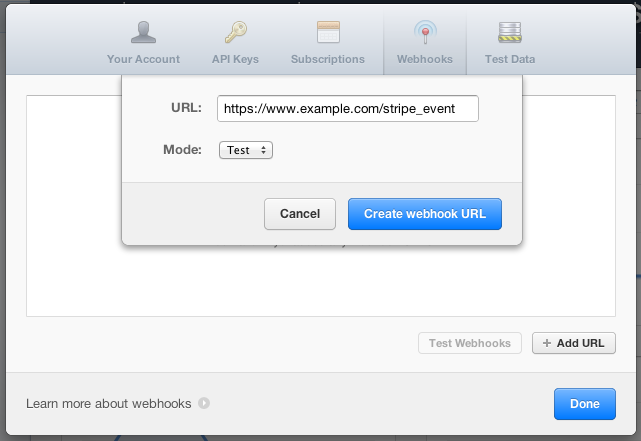 Your Account API Keys Subscriptions Webhooks Test Data
URL: https://www.example.com/stripe_event
Mode: Test
Cancel Create webhook URL
Test Webhooks + Add URL
Learn more about webhooks
Done